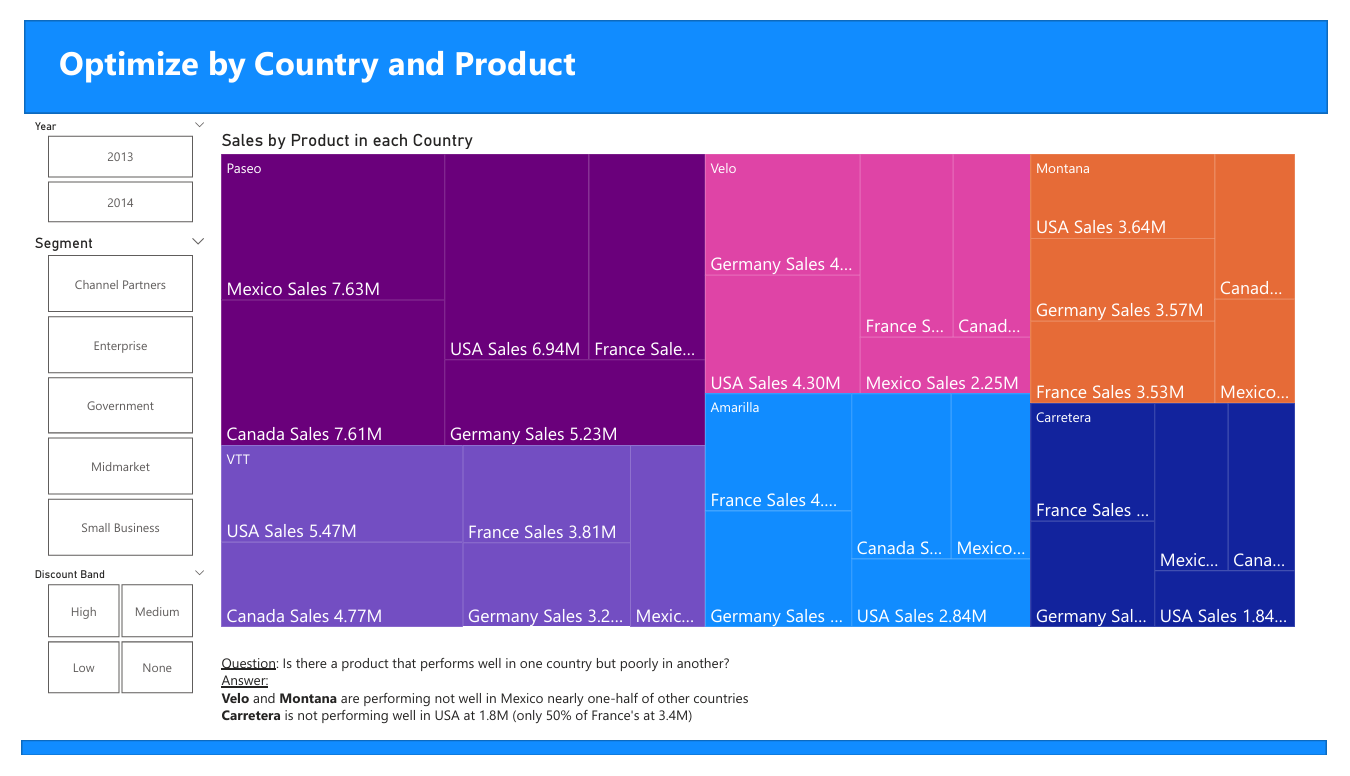 Optimize by Country and Product
Year
2013
2014
Segment
Channel Partners
Enterprise
Government
Midmarket
Small Business
Discount Band
High
Medium
Low
None
Sales by Product in each Country
Paseo
Mexico Sales 7.63M
Canada Sales 7.61M
USA Sales 6.94M
France Sale...
Germany Sales 5.23M
VTT
USA Sales 5.47M
Canada Sales 4.77M
France Sales 3.81M
Germany Sales 3.2...
Mexic...
Velo
Germany Sales 4...
USA Sales 4.30M
France S...
Canad...
Mexico Sales 2.25M
Amarilla
France Sales 4....
Germany Sales ...
Canada S...
Mexico...
USA Sales 2.84M
Montana
USA Sales 3.64M
Germany Sales 3.57M
France Sales 3.53M
Canad...
Mexico...
Carretera
France Sales ...
Germany Sal...
Mexic...
Cana...
USA Sales 1.84...
Question: Is there a product that performs well in one country but poorly in another?
Answer:
Velo and Montana are performing not well in Mexico nearly one-half of other countries
Carretera is not performing well in USA at 1.8M (only 50% of France's at 3.4M)